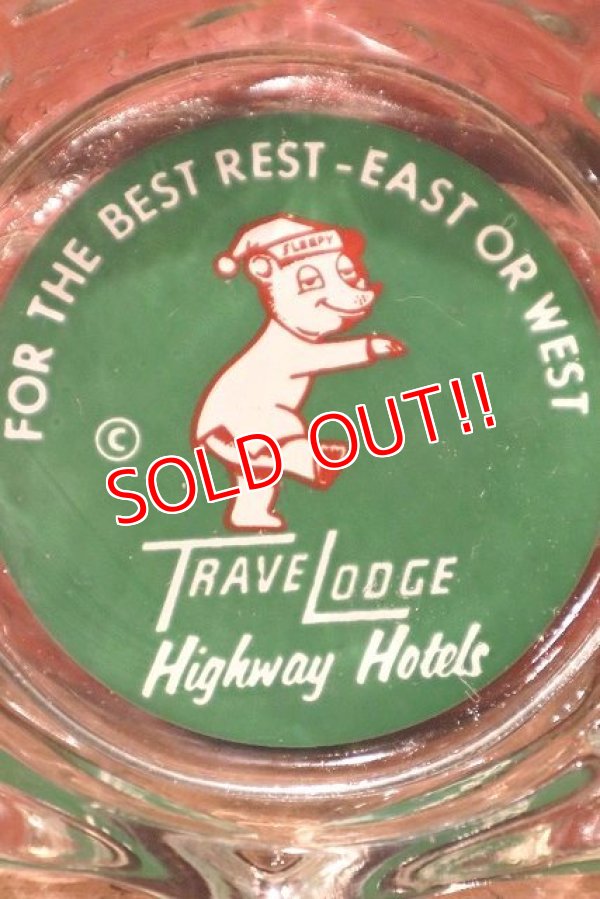 FOR THE BEST REST - EAST OR WEST
SLEEPY
©
SOLD OUT!!
TRAVELODGE
Highway Hotels